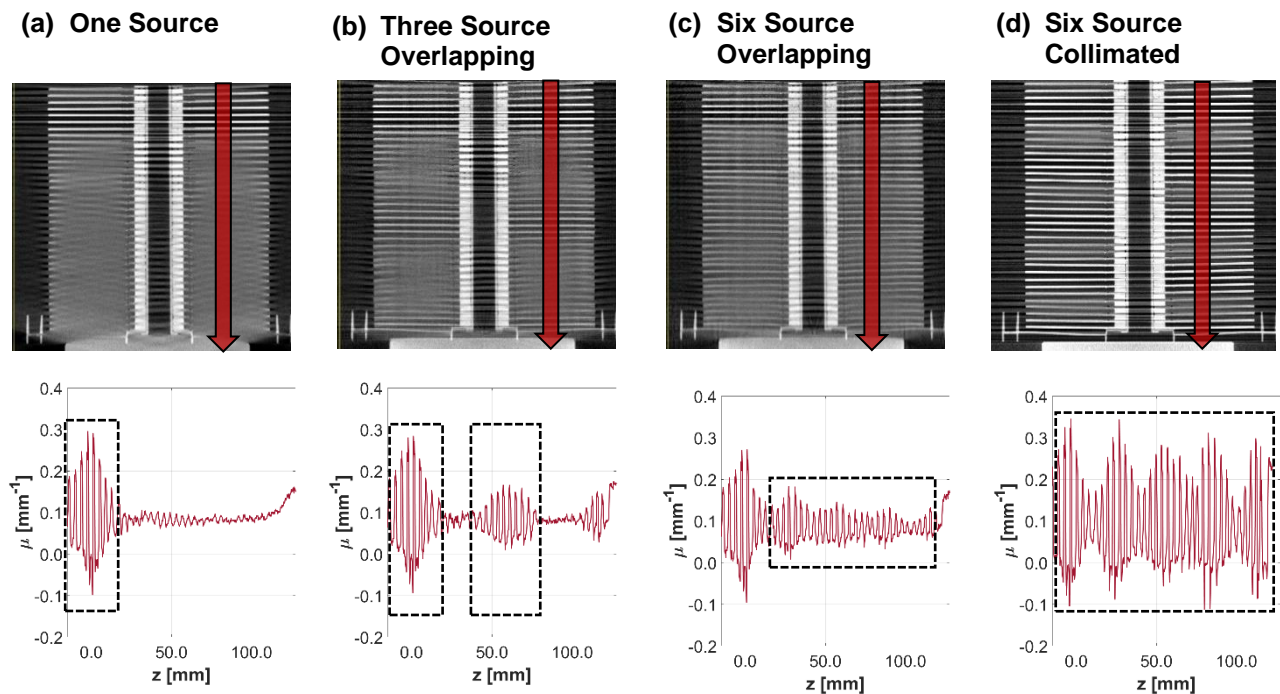 (a) One Source
(b) Three Source
Overlapping
(c) Six Source
Overlapping
(d) Six Source
Collimated
0.4
0.3
0.2
0.1
0.0
-0.1
-0.2
μ [mm⁻¹]
0.0
50.0
100.0
z [mm]
0.4
0.3
0.2
0.1
0.0
-0.1
-0.2
μ [mm⁻¹]
0.0
50.0
100.0
z [mm]
0.4
0.3
0.2
0.1
0.0
-0.1
-0.2
μ [mm⁻¹]
0.0
50.0
100.0
z [mm]
0.4
0.3
0.2
0.1
0.0
-0.1
-0.2
μ [mm⁻¹]
0.0
50.0
100.0
z [mm]